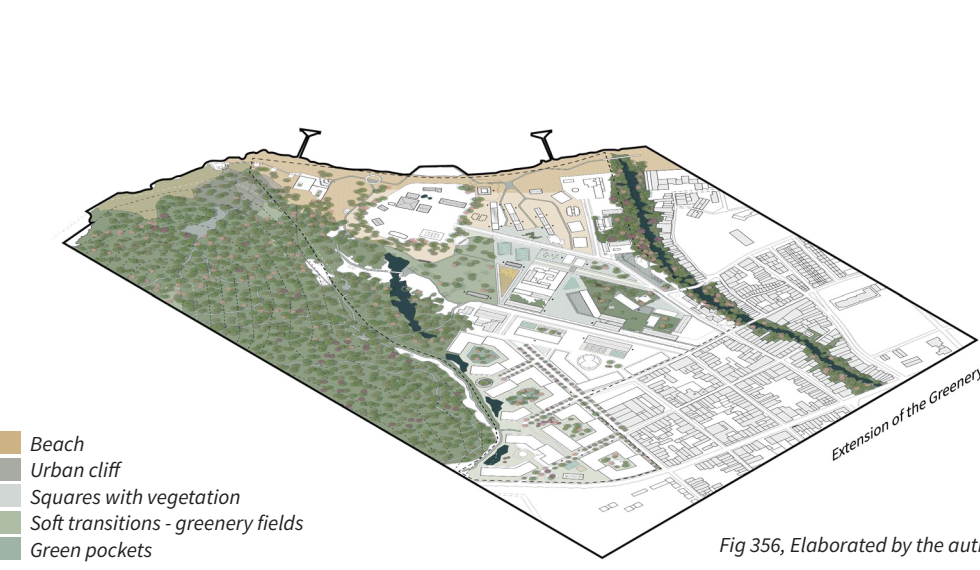 Extension of the Greenery
Beach
Urban cliff
Squares with vegetation
Soft transitions - greenery fields
Green pockets
Fig 356, Elaborated by the